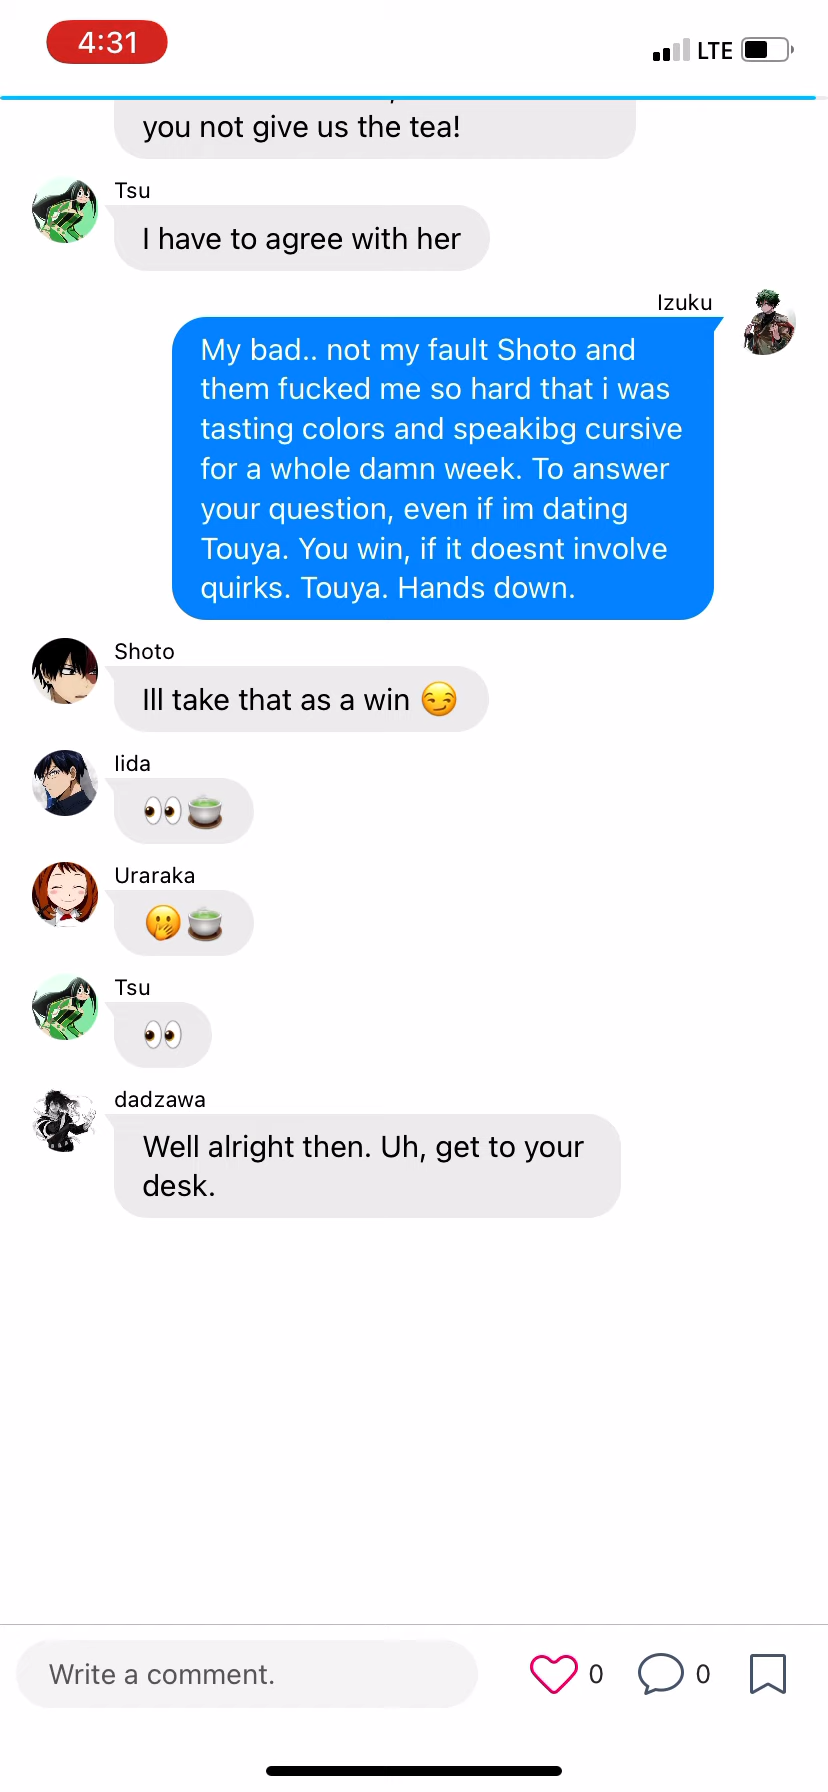 4:31
LTE
you not give us the tea!
Tsu
I have to agree with her
Izuku
My bad.. not my fault Shoto and
them fucked me so hard that i was
tasting colors and speakibg cursive
for a whole damn week. To answer
your question, even if im dating
Touya. You win, if it doesnt involve
quirks. Touya. Hands down.
Shoto
Ill take that as a win 😏
Iida
👀🍵
Uraraka
🤭🍵
Tsu
👀
dadzawa
Well alright then. Uh, get to your
desk.
Write a comment.
0
0